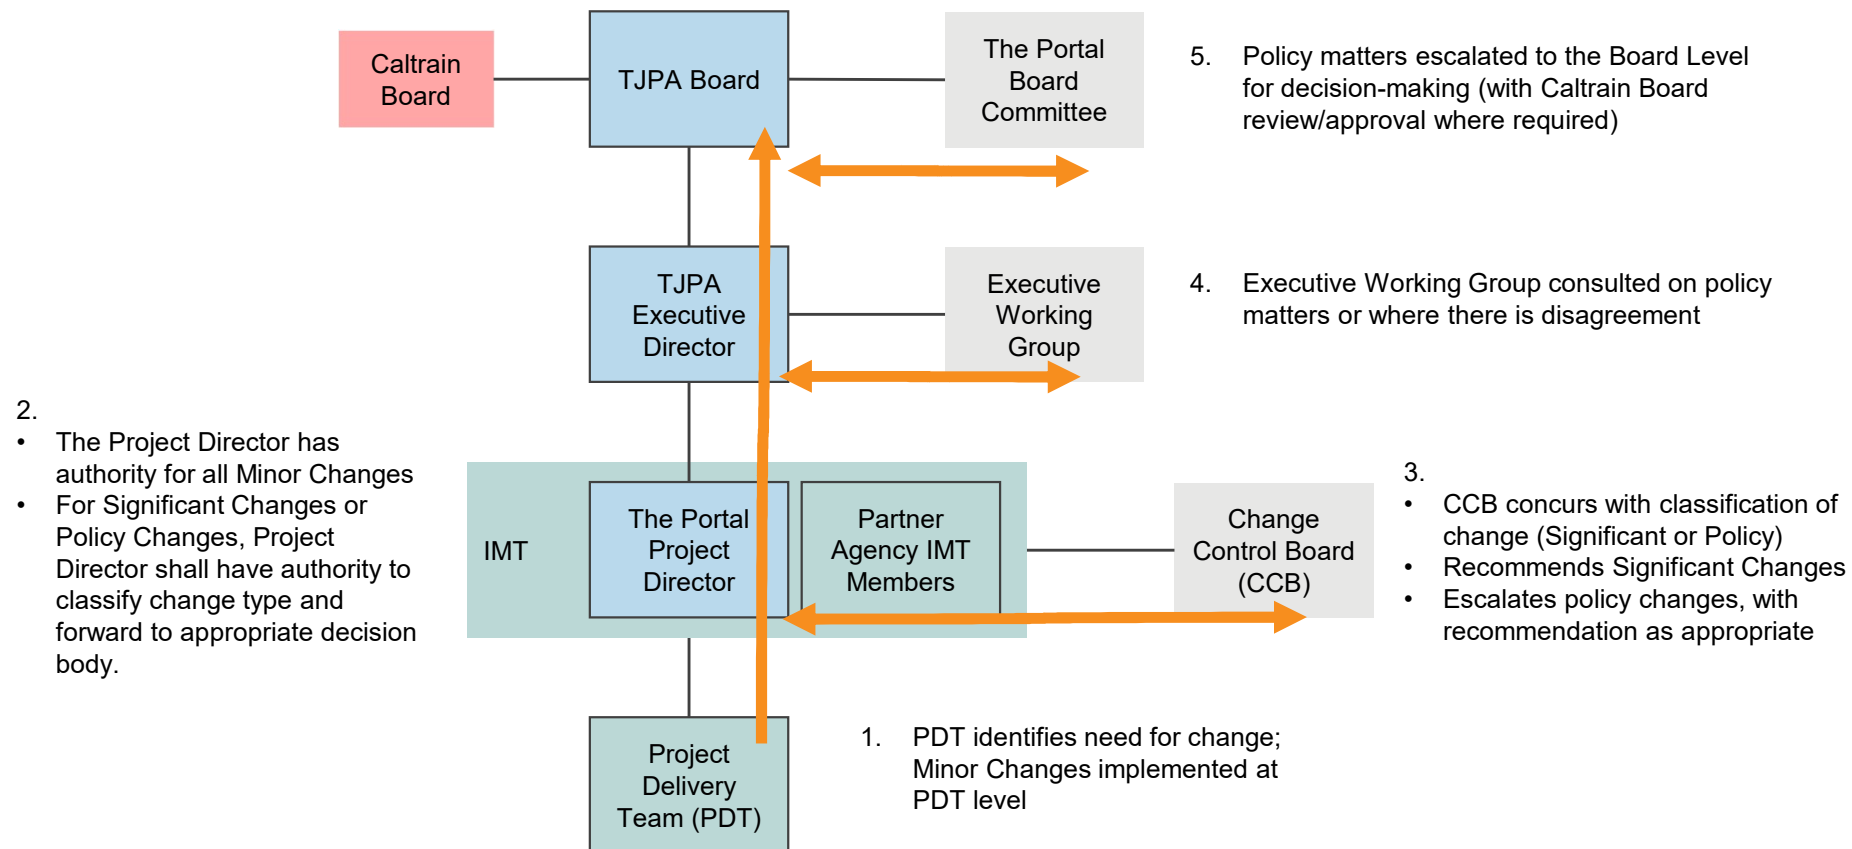 Caltrain
Board
TJPA Board
The Portal
Board
Committee
5. Policy matters escalated to the Board Level
for decision-making (with Caltrain Board
review/approval where required)
TJPA
Executive
Director
Executive
Working
Group
4. Executive Working Group consulted on policy
matters or where there is disagreement
2.
• The Project Director has
authority for all Minor Changes
• For Significant Changes or
Policy Changes, Project
Director shall have authority to
classify change type and
forward to appropriate decision
body.
IMT
The Portal
Project
Director
Partner
Agency IMT
Members
Change
Control Board
(CCB)
3.
• CCB concurs with classification of
change (Significant or Policy)
• Recommends Significant Changes
• Escalates policy changes, with
recommendation as appropriate
Project
Delivery
Team (PDT)
1. PDT identifies need for change;
Minor Changes implemented at
PDT level